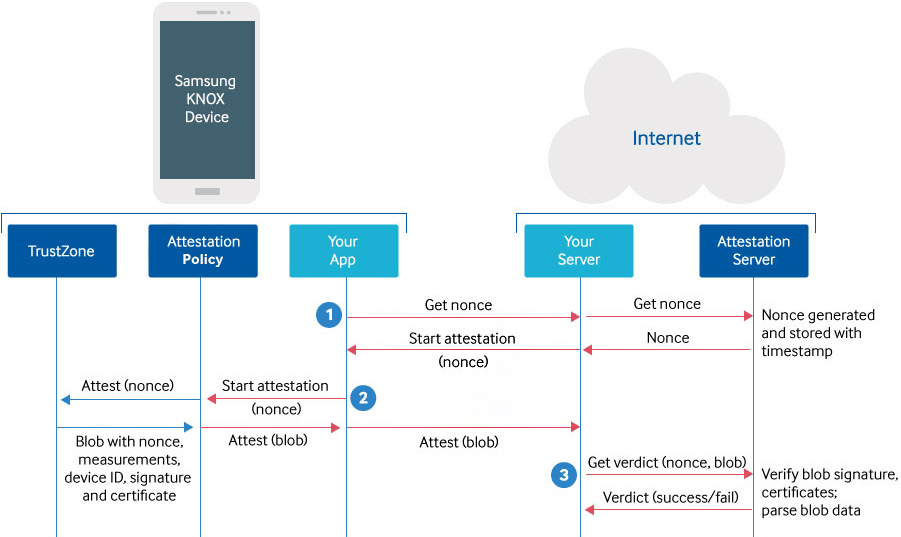 Samsung
KNOX
Device
Internet
TrustZone
Attestation
Policy
Your
App
Your
Server
Attestation
Server
1
Get nonce
Get nonce
Nonce generated
and stored with
timestamp
Start attestation
(nonce)
Nonce
Attest (nonce)
Start attestation
(nonce)
2
Blob with nonce,
measurements,
device ID, signature
and certificate
Attest (blob)
Attest (blob)
3
Get verdict (nonce, blob)
Verdict (success/fail)
Verify blob signature,
certificates;
parse blob data